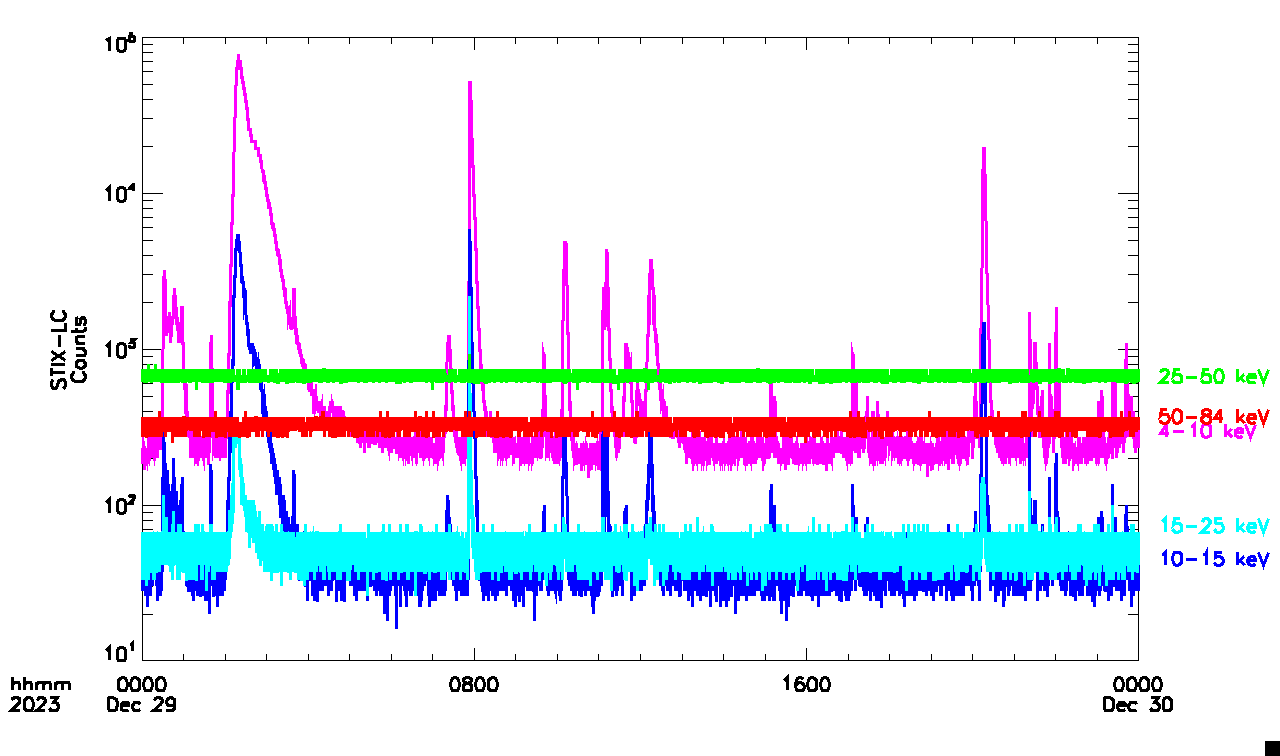 10^5
10^4
10^3
10^2
10^1
STIX-LC
Counts
25-50 keV
50-84 keV
4-10 keV
15-25 keV
10-15 keV
hhmm 0000 0800 1600 0000
2023 Dec 29 Dec 30